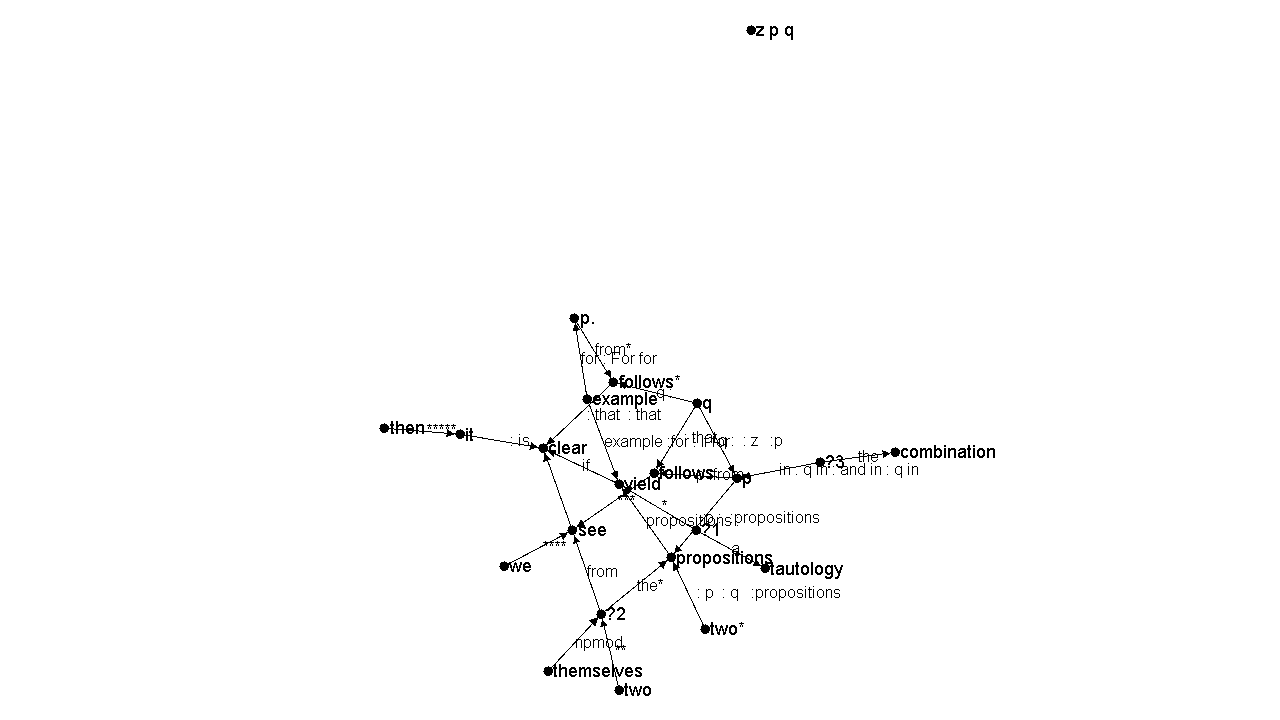 z p q
p.
from*
for : For for
follows*
q
example
q
: that : that
then
*****
it
: is
clear
example :for : if for
that
q : : z :p
combination
the
?3
in : q in : and in : q in
if
follows
p from
p
yield
***
*
propositions
: propositions
see
****
?1
a
we
from
propositions
tautology
the*
: p : q :propositions
?2
two*
npmod
**
themselves
two